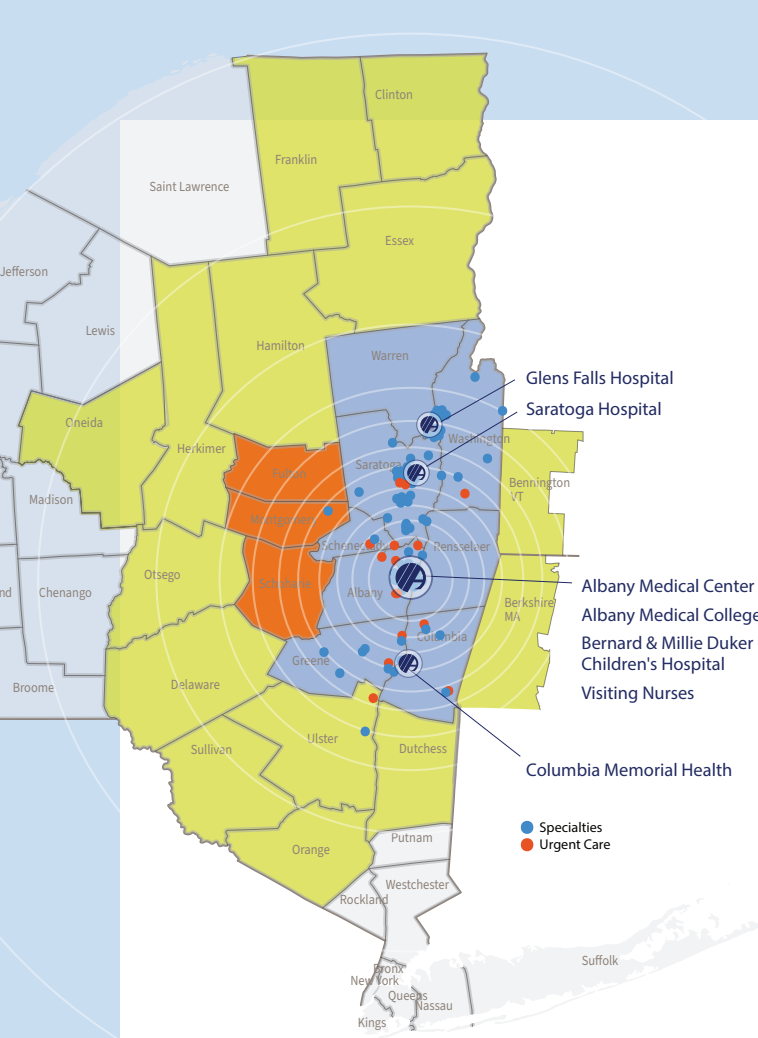 Clinton
Franklin
Saint Lawrence
Essex
Jefferson
Lewis
Hamilton
Warren
Glens Falls Hospital
Saratoga Hospital
Oneida
Herkimer
Washington
Fulton
Saratoga
Bennington
VT
Madison
Montgomery
Schenectady
Rensselaer
Otsego
Schoharie
Albany
Chenango
nd
Berkshire
MA
Albany Medical Center
Albany Medical College
Bernard & Millie Duker
Children's Hospital
Visiting Nurses
Columbia
Greene
Broome
Delaware
Ulster
Sullivan
Dutchess
Columbia Memorial Health
Specialties
Urgent Care
Putnam
Orange
Westchester
Rockland
Suffolk
Bronx
New York
Queens
Nassau
Kings